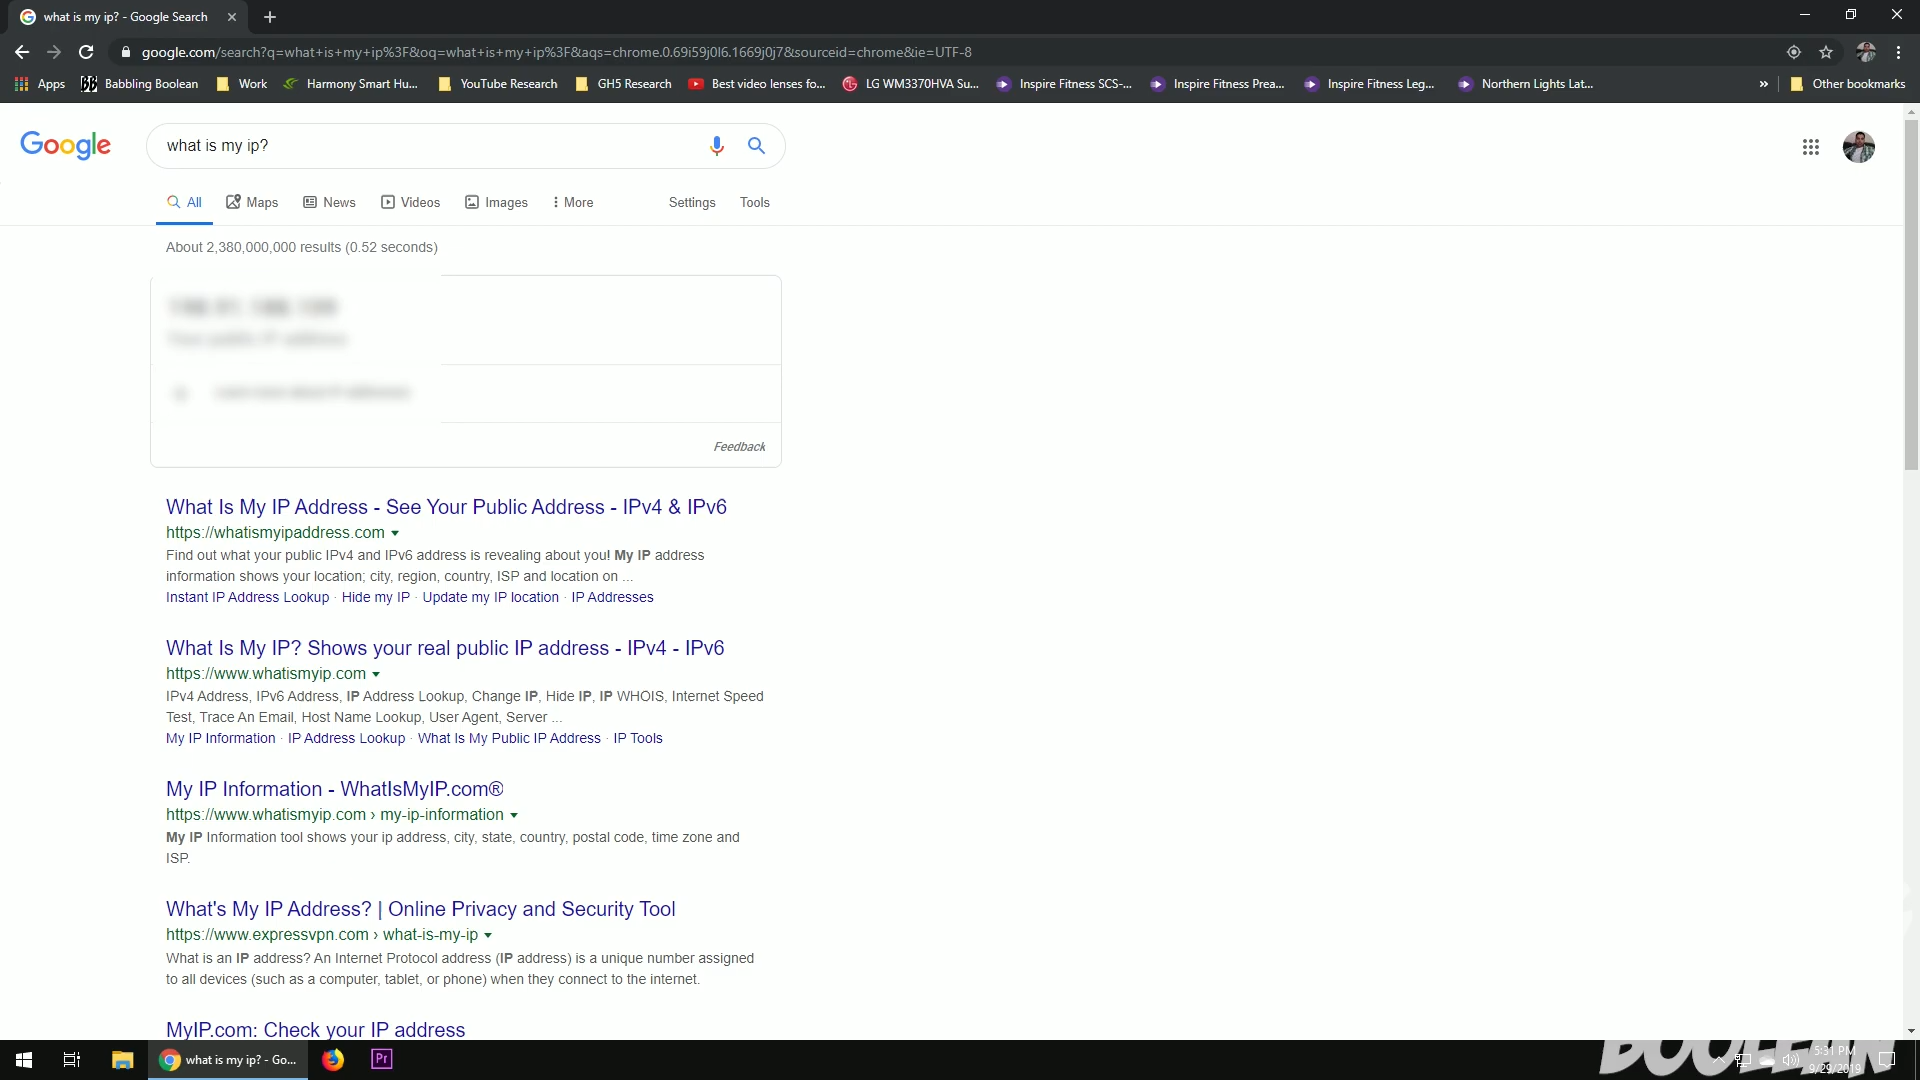 what is my ip? - Google Search
google.com/search?q=what+is+my+ip%3F&oq=what+is+my+ip%3F&aqs=chrome.0.69i59j0l6.1669j0j7&sourceid=chrome&ie=UTF-8
Apps Babbling Boolean Work Harmony Smart Hu... YouTube Research GH5 Research Best video lenses fo... LG WM3370HVA Su... Inspire Fitness SCS-... Inspire Fitness Prea... Inspire Fitness Leg... Northern Lights Lat... » Other bookmarks
Google what is my ip?
All Maps News Videos Images More Settings Tools
About 2,380,000,000 results (0.52 seconds)
Feedback
What Is My IP Address - See Your Public Address - IPv4 & IPv6
https://whatismyipaddress.com
Find out what your public IPv4 and IPv6 address is revealing about you! My IP address
information shows your location; city, region, country, ISP and location on ...
Instant IP Address Lookup · Hide my IP · Update my IP location · IP Addresses
What Is My IP? Shows your real public IP address - IPv4 - IPv6
https://www.whatismyip.com
IPv4 Address, IPv6 Address, IP Address Lookup, Change IP, Hide IP, IP WHOIS, Internet Speed
Test, Trace An Email, Host Name Lookup, User Agent, Server ...
My IP Information · IP Address Lookup · What Is My Public IP Address · IP Tools
My IP Information - WhatIsMyIP.com®
https://www.whatismyip.com › my-ip-information
My IP Information tool shows your ip address, city, state, country, postal code, time zone and
ISP.
What's My IP Address? | Online Privacy and Security Tool
https://www.expressvpn.com › what-is-my-ip
What is an IP address? An Internet Protocol address (IP address) is a unique number assigned
to all devices (such as a computer, tablet, or phone) when they connect to the internet.
MyIP.com: Check your IP address
what is my ip? - Go... Pr
BOOLEAN
5:31 PM
9/29/2019